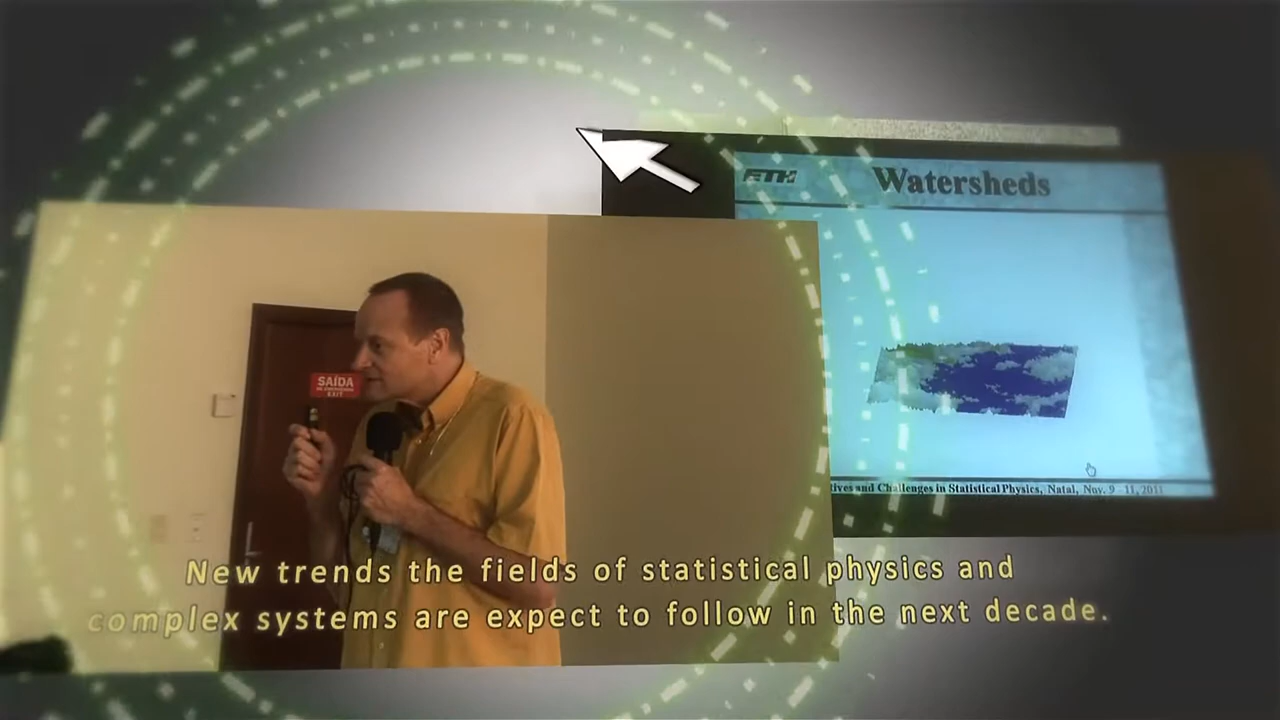 ETH
Watersheds
SAÍDA
EXIT
tives and Challenges in Statistical Physics, Natal, Nov. 9 - 11, 2011
New trends the fields of statistical physics and
complex systems are expect to follow in the next decade.